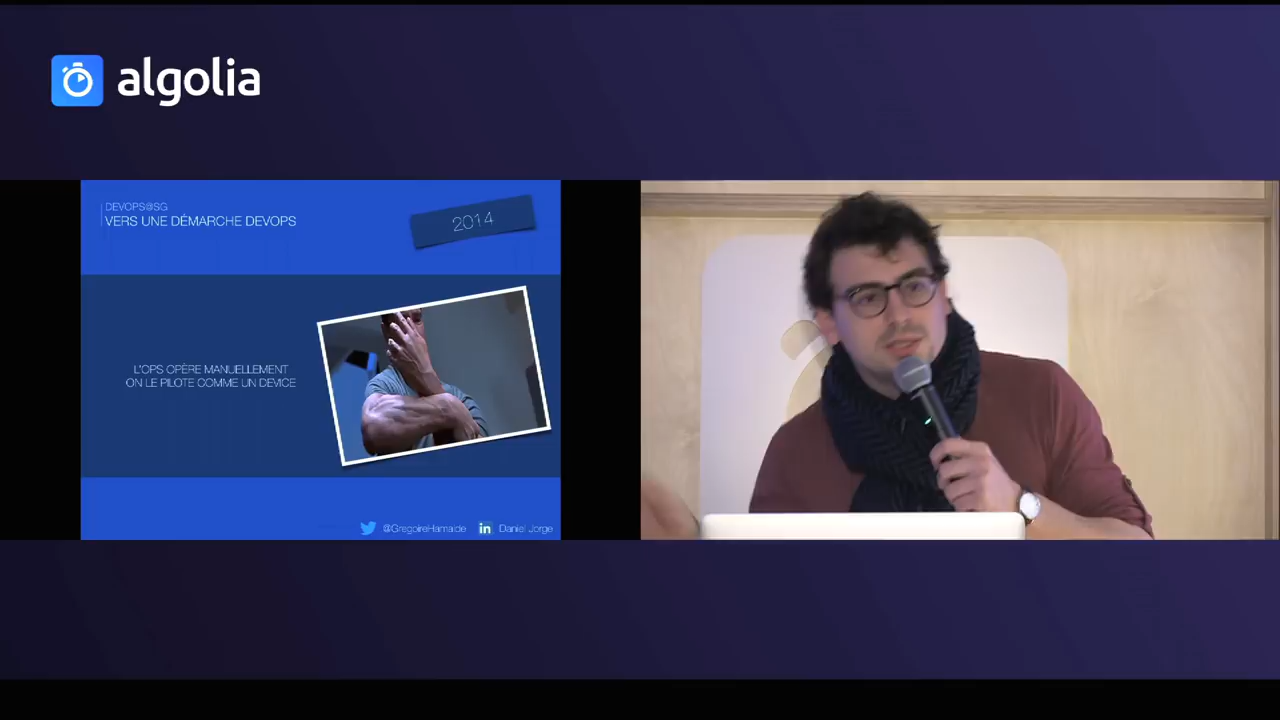 algolia
DEVOPS@SG
VERS UNE DÉMARCHE DEVOPS
2014
L'OPS OPÈRE MANUELLEMENT
ON LE PILOTE COMME UN DEVICE
@GregoireHamaide
in Daniel Jorge